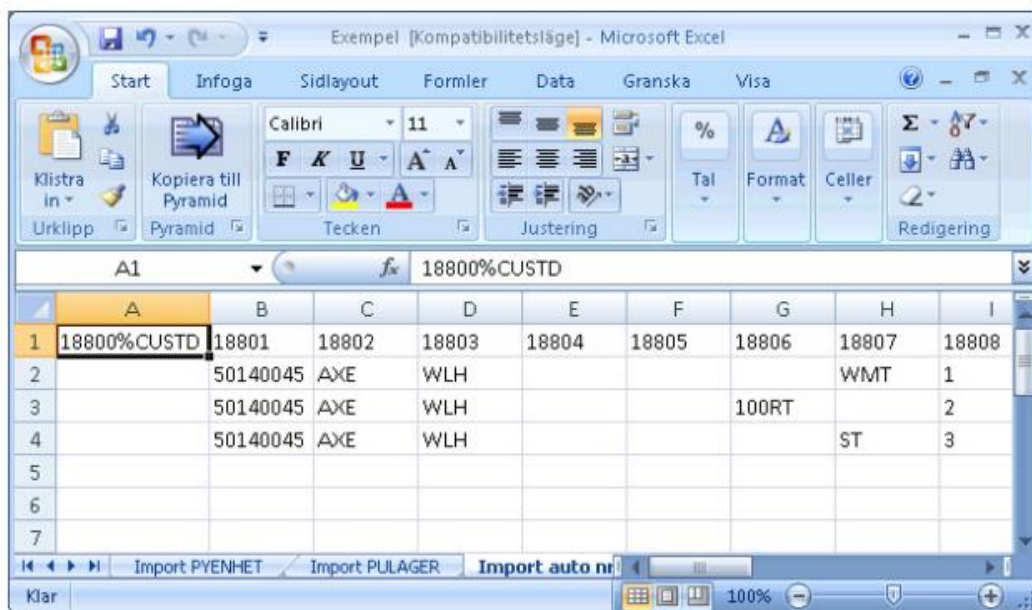 Exempel [Kompatibilitetsläge] - Microsoft Excel
Start Infoga Sidlayout Formler Data Granska Visa
Klistra in
Urklipp
Kopiera till Pyramid
Pyramid
Calibri 11
F K U A A
A
Tecken
Justering
%
Tal
A
Format
Celler
Σ
Redigering
A1 fx 18800%CUSTD
A B C D E F G H I
1 18800%CUSTD 18801 18802 18803 18804 18805 18806 18807 18808
2 50140045 AXE WLH WMT 1
3 50140045 AXE WLH 100RT 2
4 50140045 AXE WLH ST 3
5
6
7
Import PYENHET Import PULAGER Import auto nr
Klar 100%